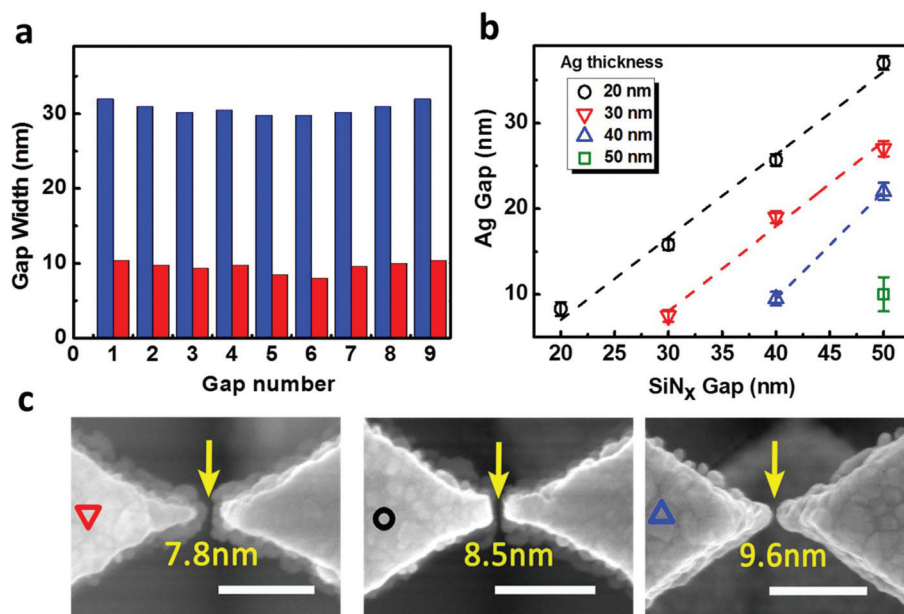 a
Gap Width (nm)
30
20
10
0
0 1 2 3 4 5 6 7 8 9
Gap number
b
Ag Gap (nm)
30
20
10
Ag thickness
20 nm
30 nm
40 nm
50 nm
20 25 30 35 40 45 50
SiNx Gap (nm)
c
7.8nm
8.5nm
9.6nm